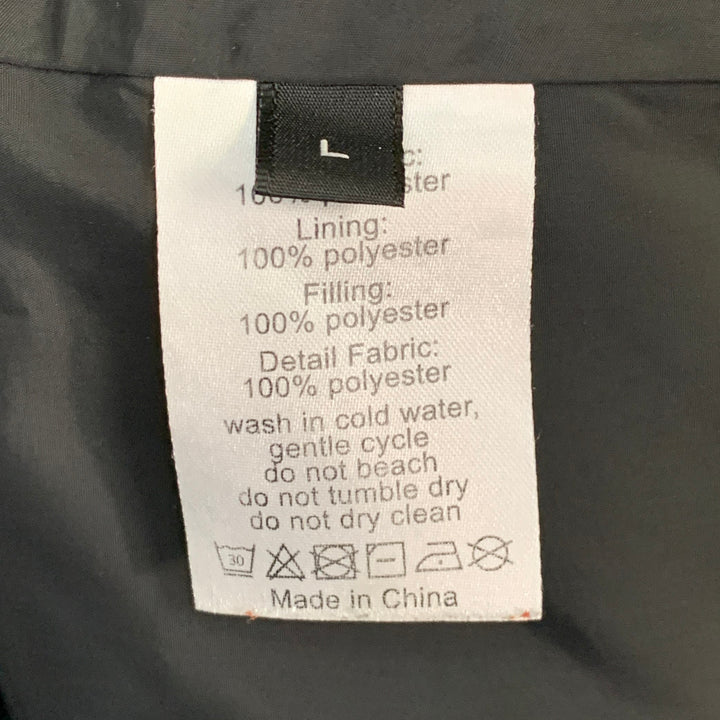 L
Lining:
100% polyester
Filling:
100% polyester
Detail Fabric:
100% polyester
wash in cold water,
gentle cycle
do not beach
do not tumble dry
do not dry clean
30
Made in China